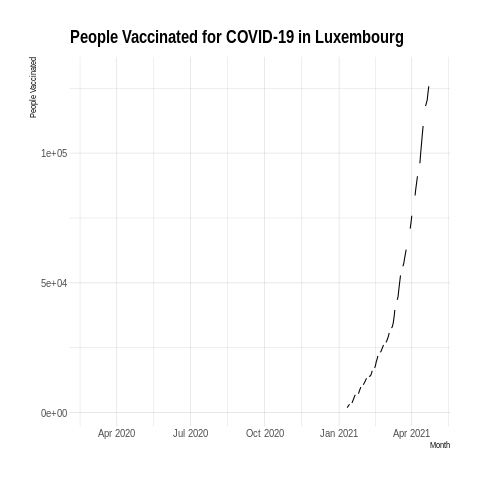 People Vaccinated for COVID-19 in Luxembourg
People Vaccinated
1e+05
5e+04
0e+00
Apr 2020 Jul 2020 Oct 2020 Jan 2021 Apr 2021
Month